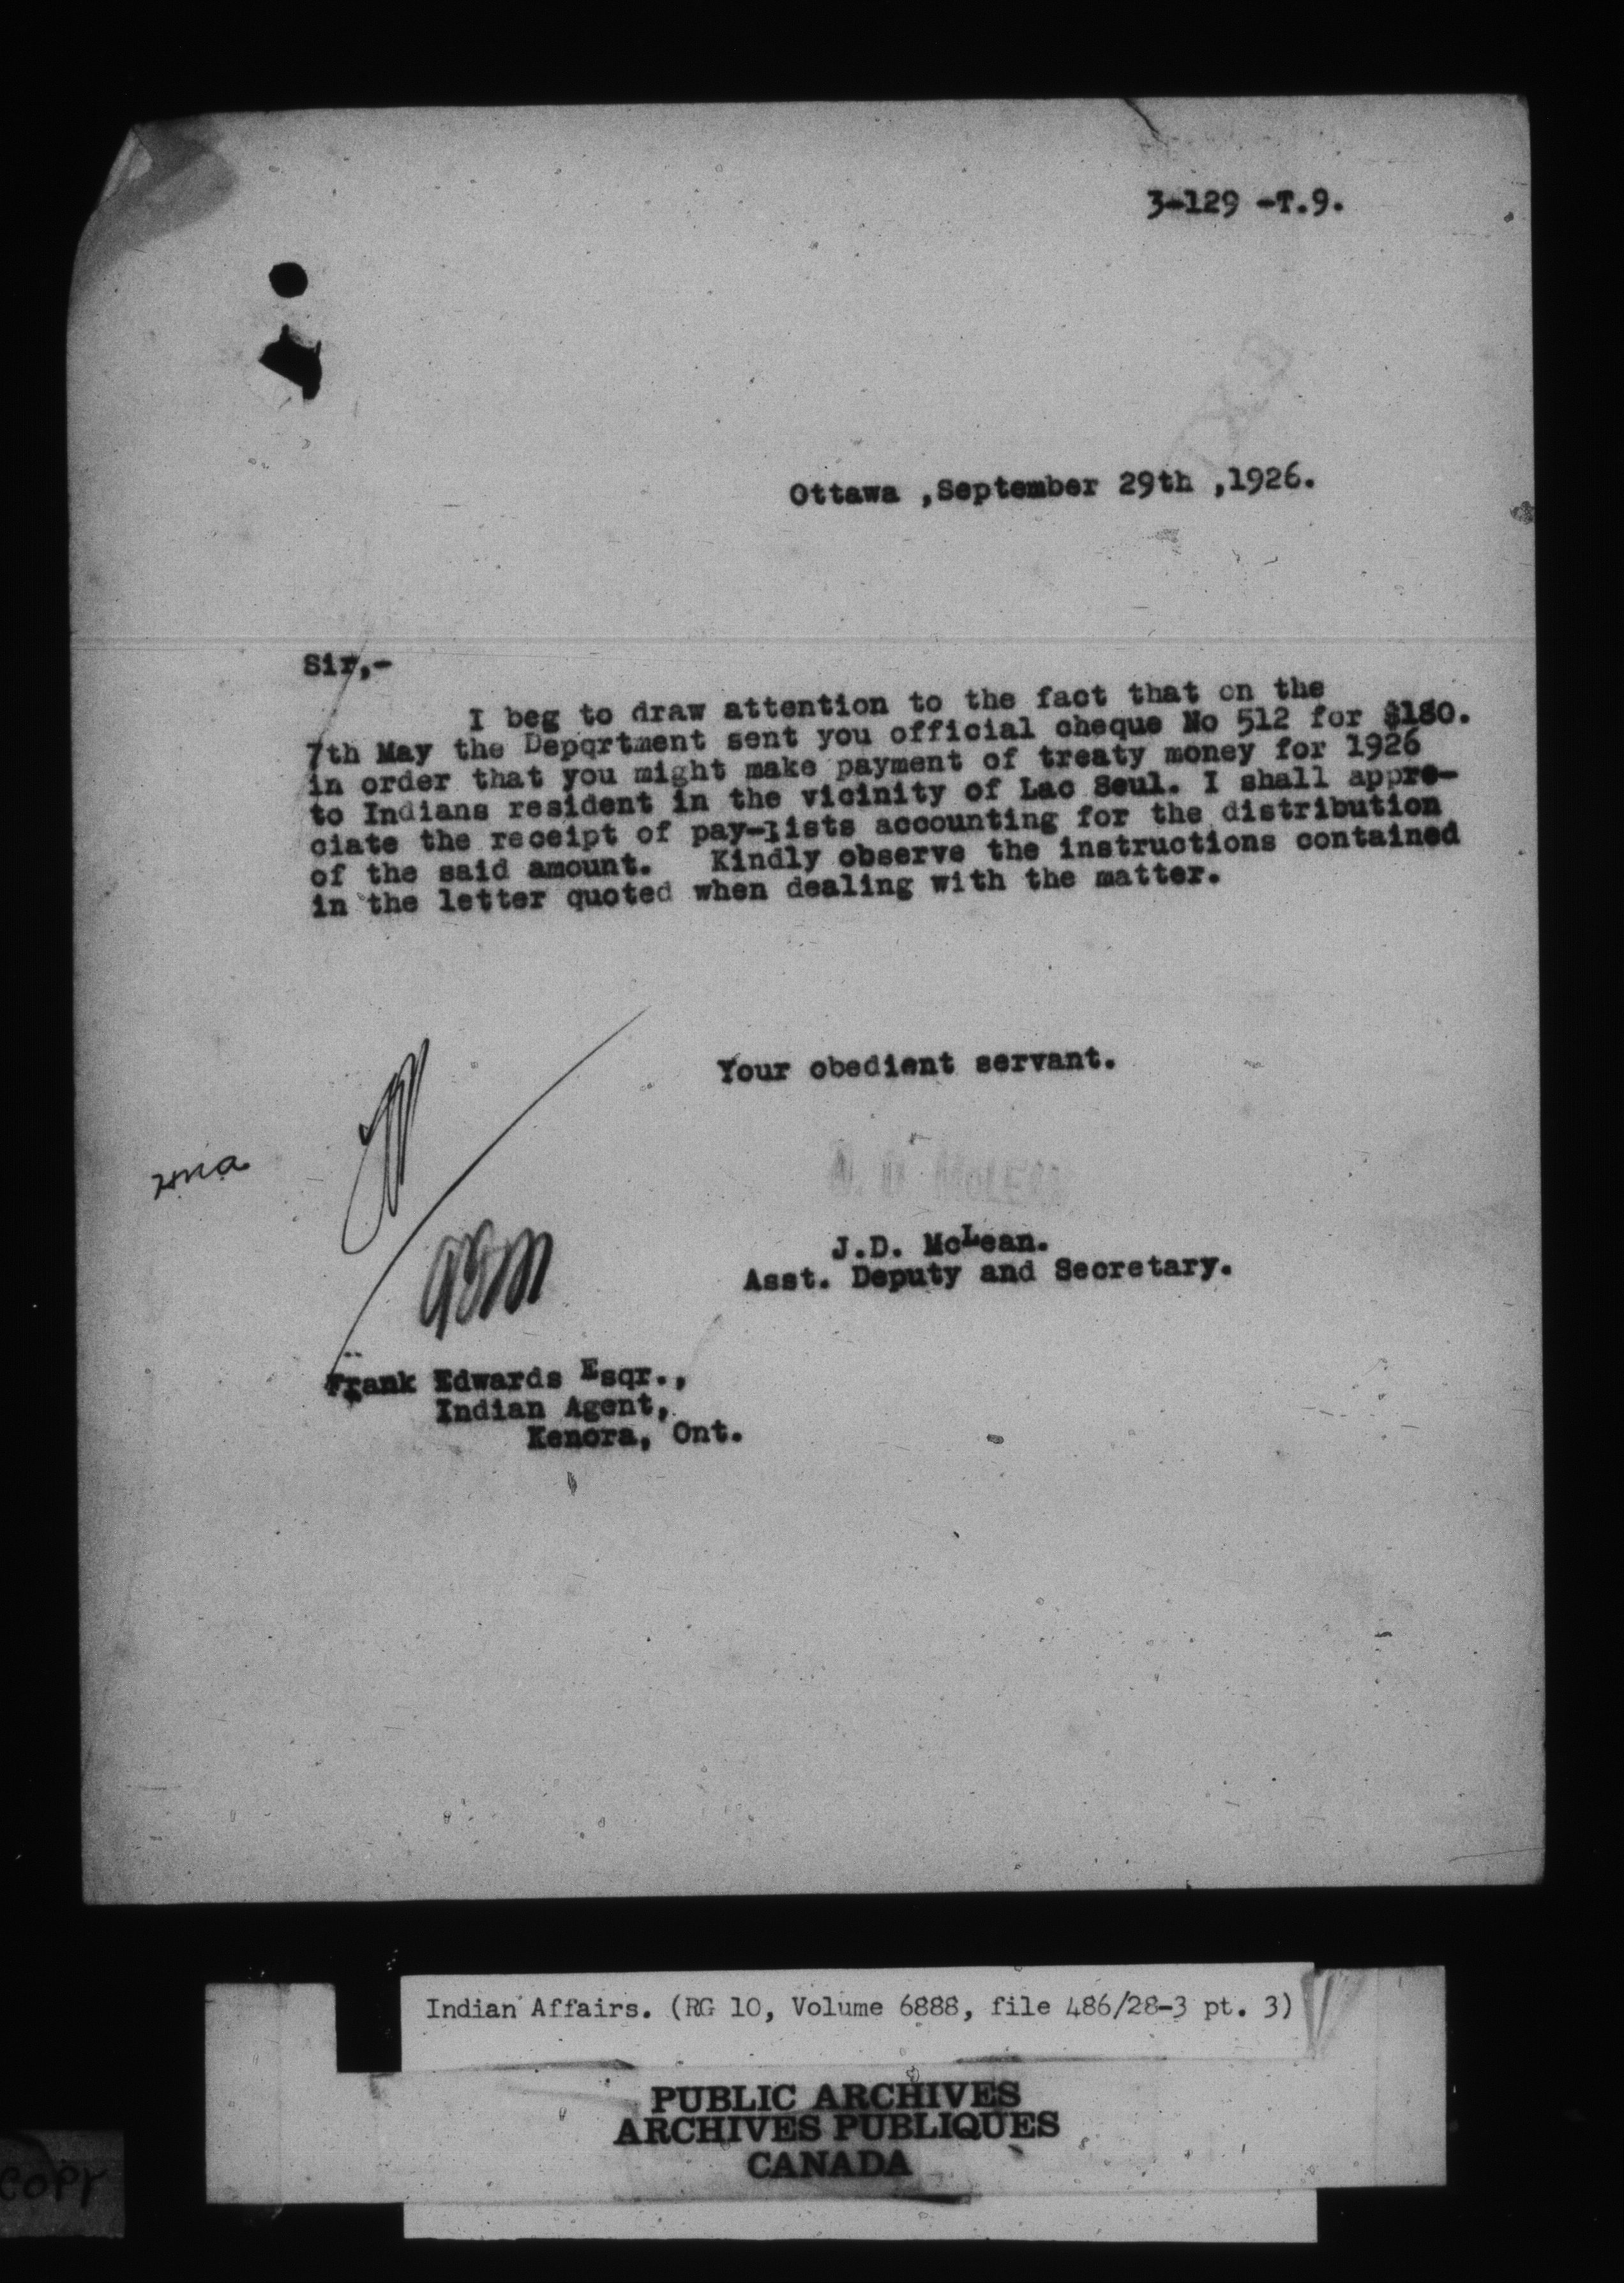 3-129 -T.9.
Ottawa ,September 29th ,1926.
Sir,-
I beg to draw attention to the fact that on the
7th May the Depqrtment sent you official cheque No 512 for $180.
in order that you might make payment of treaty money for 1926
to Indians resident in the vicinity of Lac Seul. I shall appre-
ciate the receipt of pay-lists accounting for the distribution
of the said amount. Kindly observe the instructions contained
in the letter quoted when dealing with the matter.
Your obedient servant.
McLEAN
J.D. McLean.
Asst. Deputy and Secretary.
Frank Edwards Esqr.,
Indian Agent,
Kenora, Ont.
Indian Affairs. (RG 10, Volume 6888, file 486/28-3 pt. 3)
PUBLIC ARCHIVES
ARCHIVES PUBLIQUES
CANADA
COPY